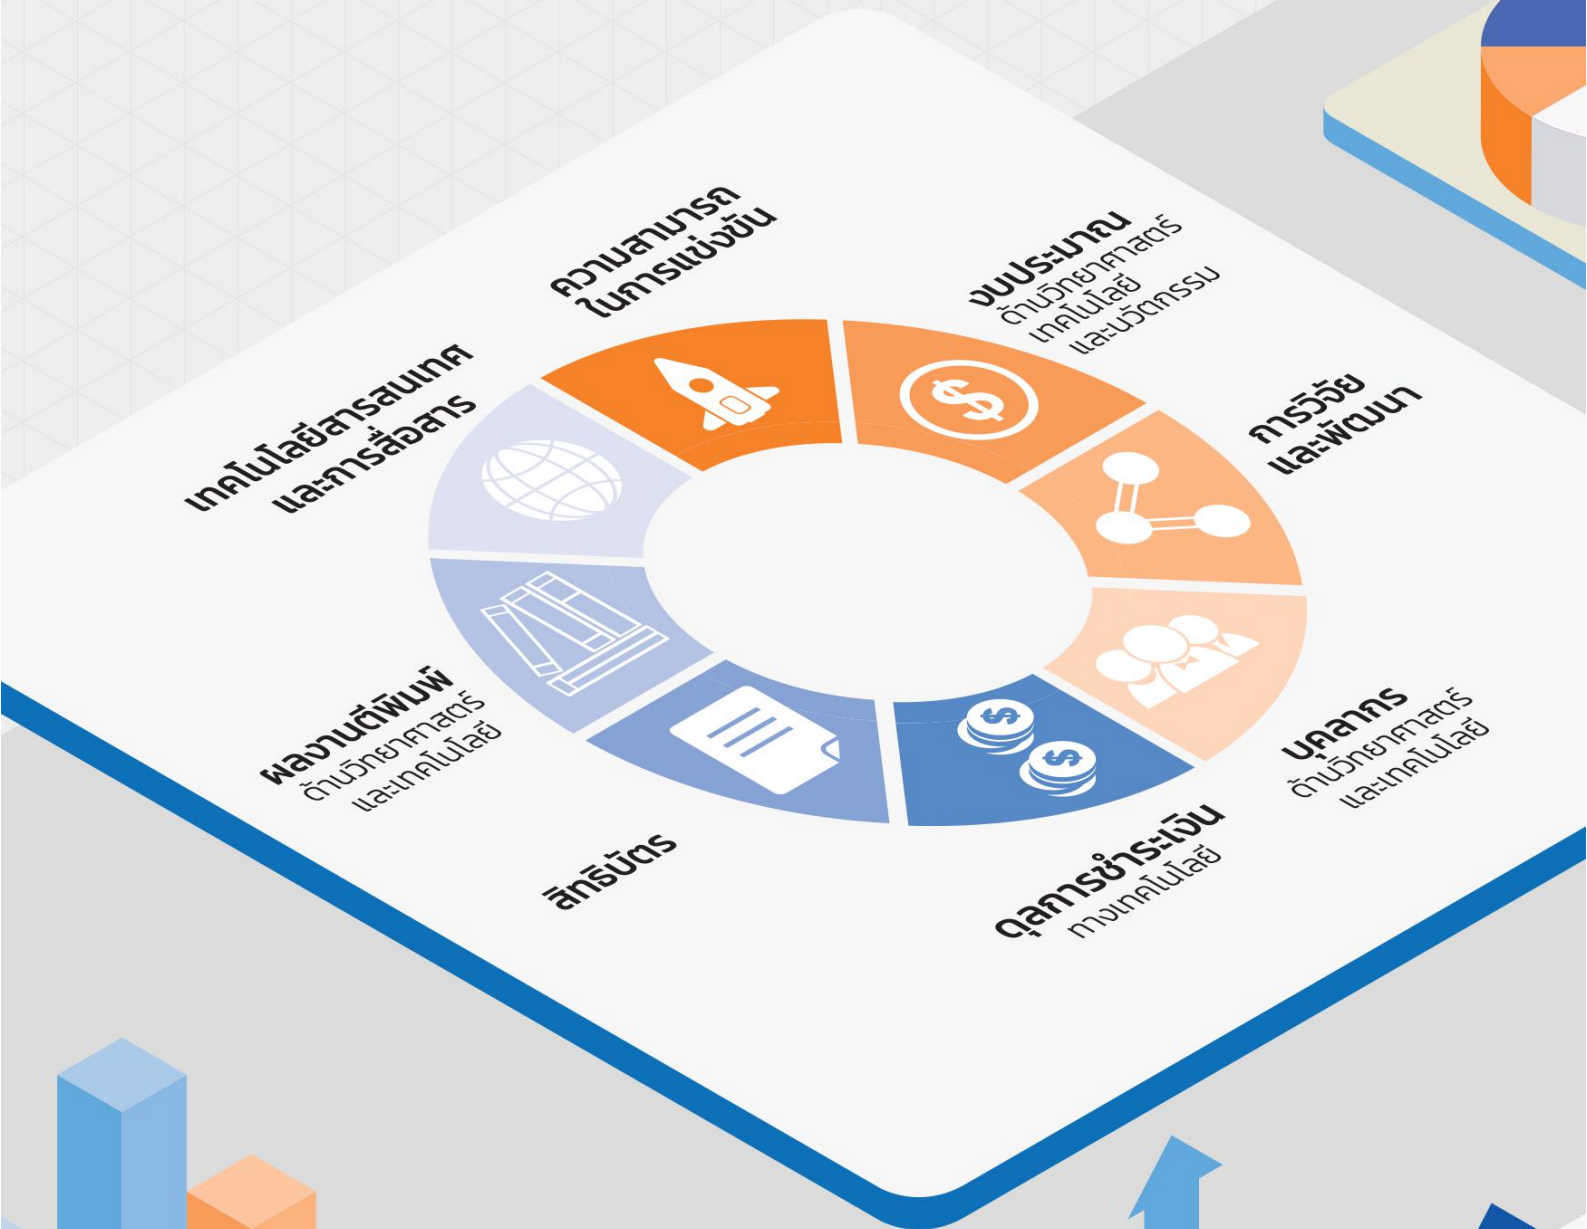 ความสามารถ
ในการแข่งขัน
งบประมาณ
ด้านวิทยาศาสตร์
เทคโนโลยี
และนวัตกรรม
การวิจัย
และพัฒนา
บุคลากร
ด้านวิทยาศาสตร์
และเทคโนโลยี
ดุลการชำระเงิน
ทางเทคโนโลยี
สิทธิบัตร
ผลงานตีพิมพ์
ด้านวิทยาศาสตร์
และเทคโนโลยี
เทคโนโลยีสารสนเทศ
และการสื่อสาร